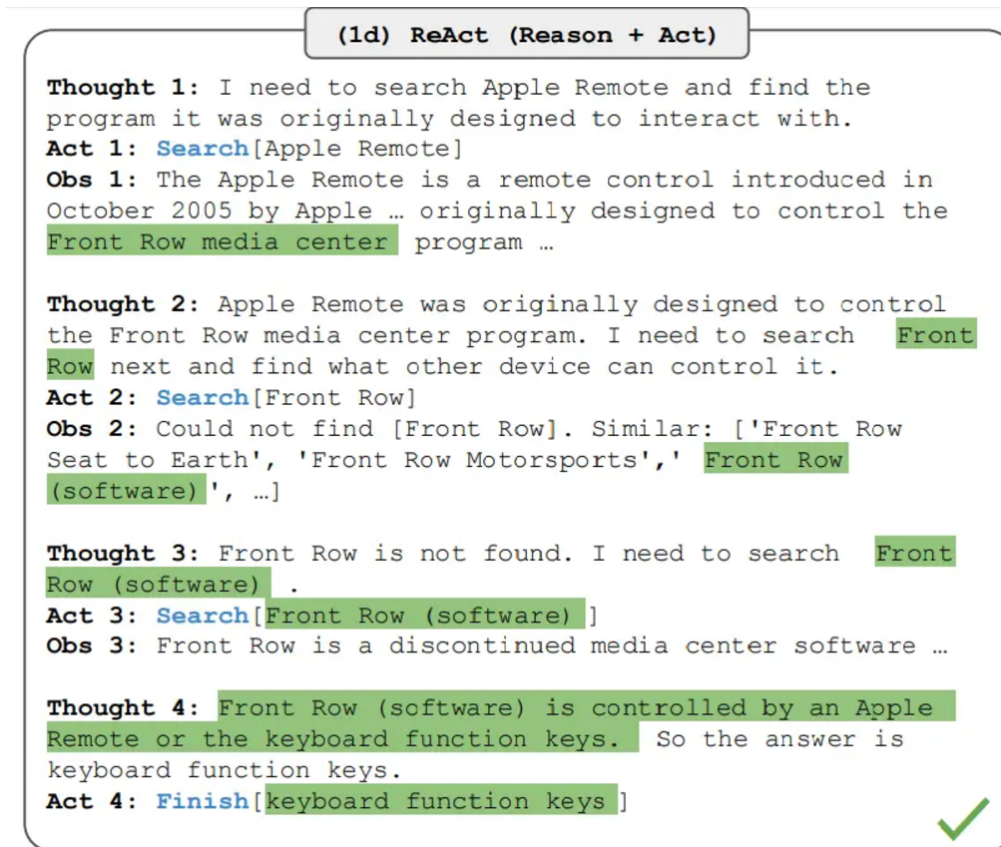 (1d) ReAct (Reason + Act)
Thought 1: I need to search Apple Remote and find the
program it was originally designed to interact with.
Act 1: Search[Apple Remote]
Obs 1: The Apple Remote is a remote control introduced in
October 2005 by Apple … originally designed to control the
Front Row media center program …
Thought 2: Apple Remote was originally designed to control
the Front Row media center program. I need to search Front
Row next and find what other device can control it.
Act 2: Search[Front Row]
Obs 2: Could not find [Front Row]. Similar: ['Front Row
Seat to Earth', 'Front Row Motorsports',' Front Row
(software) ', …]
Thought 3: Front Row is not found. I need to search Front
Row (software) .
Act 3: Search[Front Row (software) ]
Obs 3: Front Row is a discontinued media center software …
Thought 4: Front Row (software) is controlled by an Apple
Remote or the keyboard function keys. So the answer is
keyboard function keys.
Act 4: Finish[keyboard function keys ]